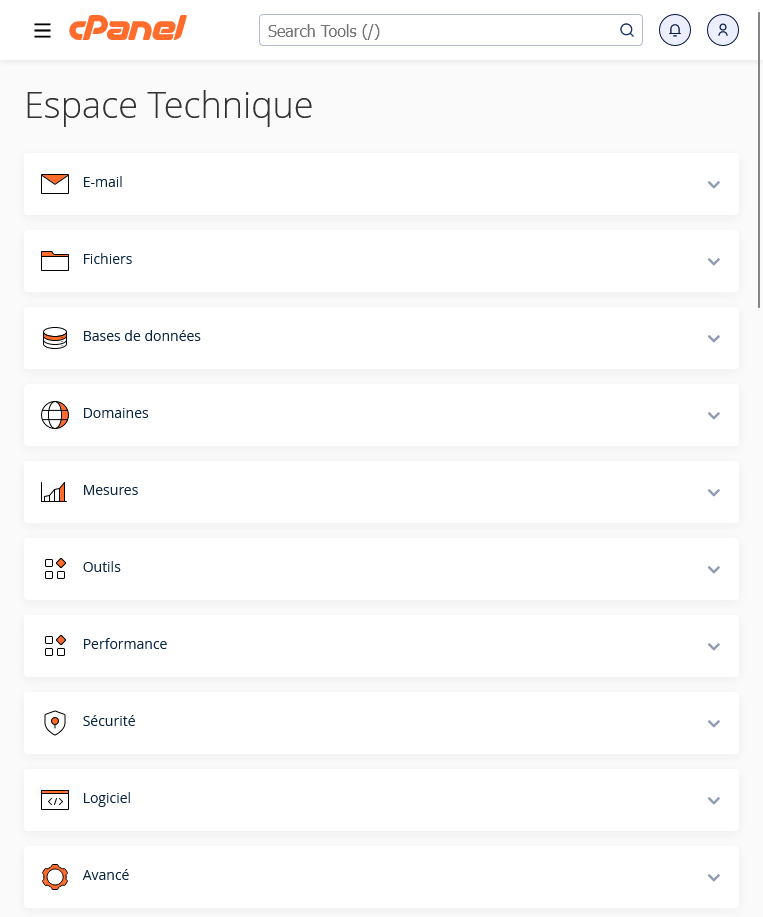 cPanel
Search Tools (/)
Espace Technique
E-mail
Fichiers
Bases de données
Domaines
Mesures
Outils
Performance
Sécurité
Logiciel
Avancé